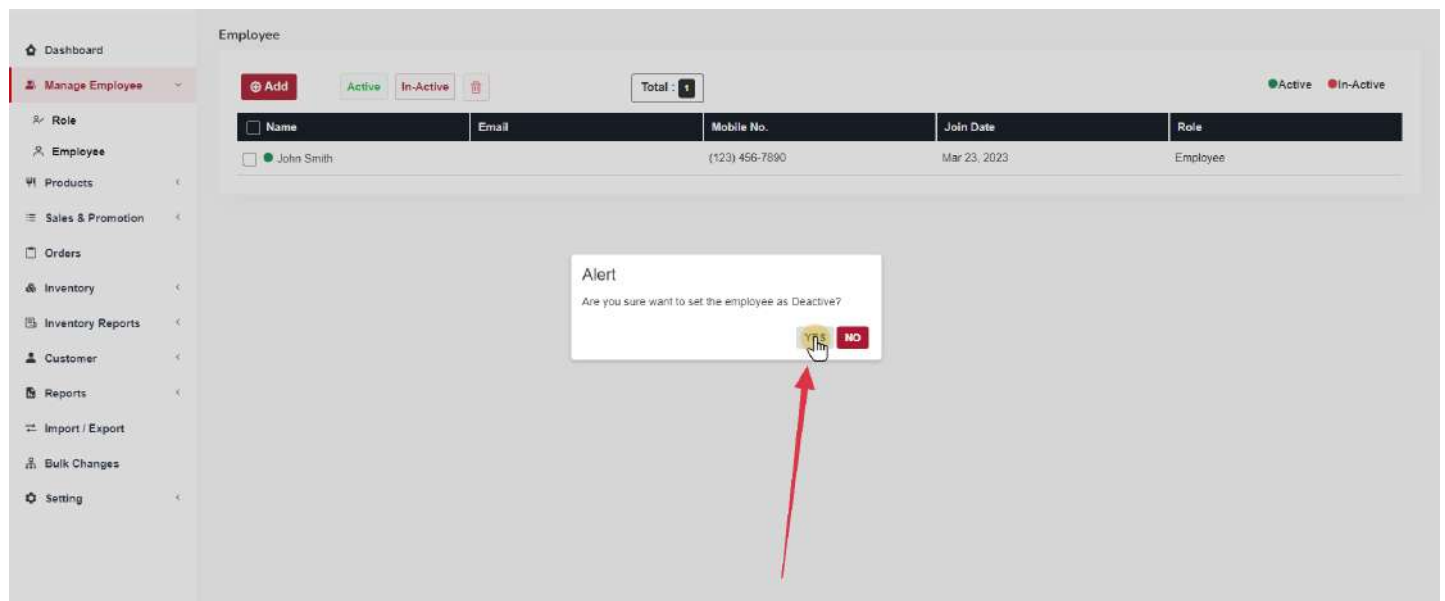 Employee
Dashboard
Manage Employee
Role
Employee
Products
Sales & Promotion
Orders
Inventory
Inventory Reports
Customer
Reports
Import / Export
Bulk Changes
Setting
Add Active In-Active Total : 1 Active In-Active
Name Email Mobile No. Join Date Role
John Smith (123) 456-7890 Mar 23, 2023 Employee
Alert
Are you sure want to set the employee as Deactive?
YES NO